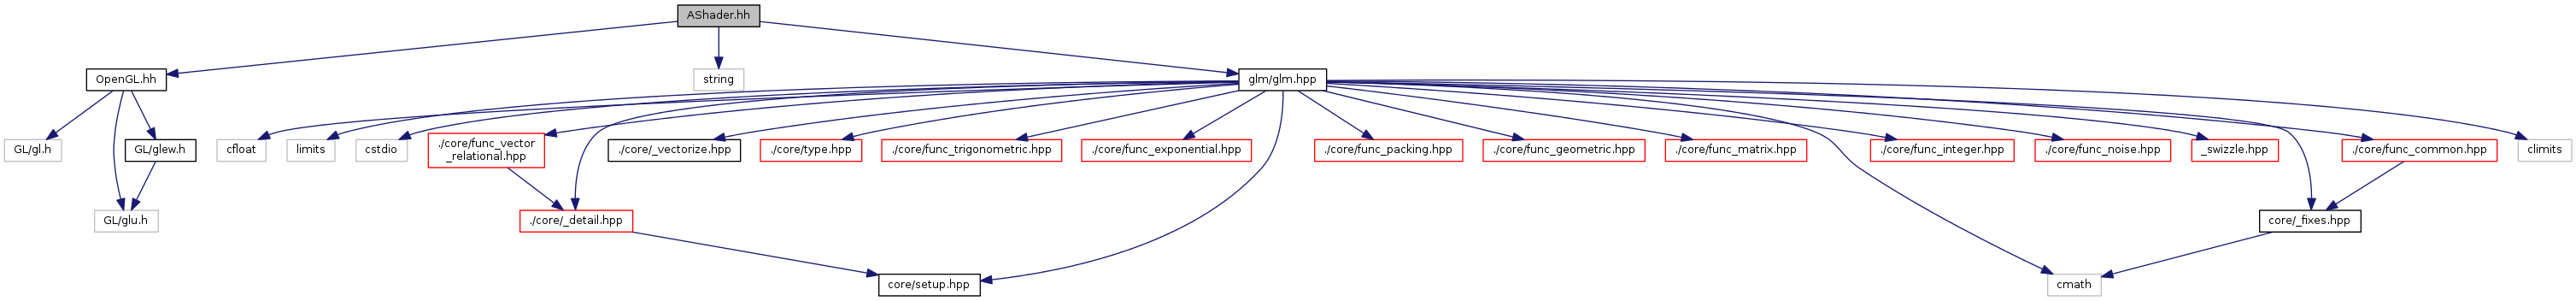 AShader.hh
OpenGL.hh
string
glm/glm.hpp
GL/gl.h
GL/glew.h
cfloat
limits
cstdio
./core/func_vector
_relational.hpp
./core/_vectorize.hpp
./core/type.hpp
./core/func_trigonometric.hpp
./core/func_exponential.hpp
./core/func_packing.hpp
./core/func_geometric.hpp
./core/func_matrix.hpp
./core/func_integer.hpp
./core/func_noise.hpp
_swizzle.hpp
./core/func_common.hpp
climits
GL/glu.h
./core/_detail.hpp
core/_fixes.hpp
core/setup.hpp
cmath